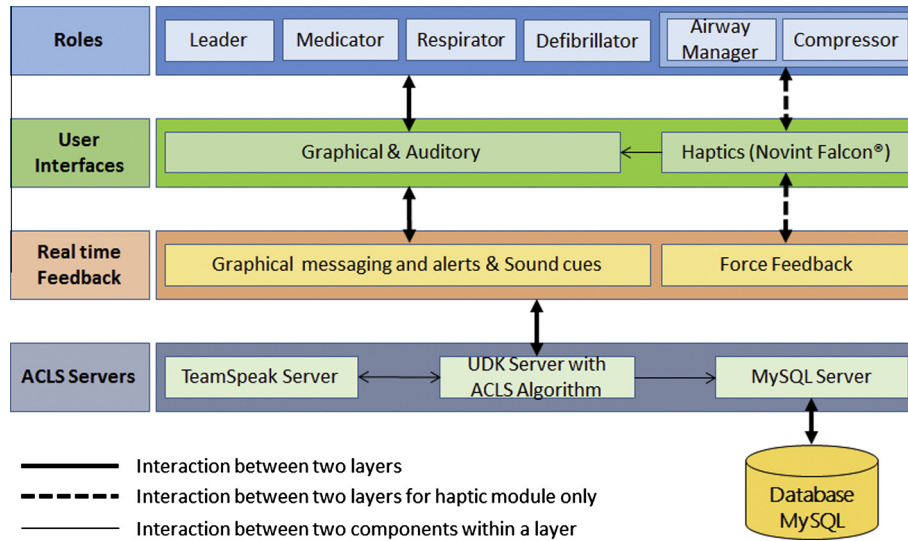 Roles
Leader
Medicator
Respirator
Defibrillator
Airway
Manager
Compressor
User
Interfaces
Graphical & Auditory
Haptics (Novint Falcon®)
Real time
Feedback
Graphical messaging and alerts & Sound cues
Force Feedback
ACLS Servers
TeamSpeak Server
UDK Server with
ACLS Algorithm
MySQL Server
Interaction between two layers
Interaction between two layers for haptic module only
Interaction between two components within a layer
Database
MySQL